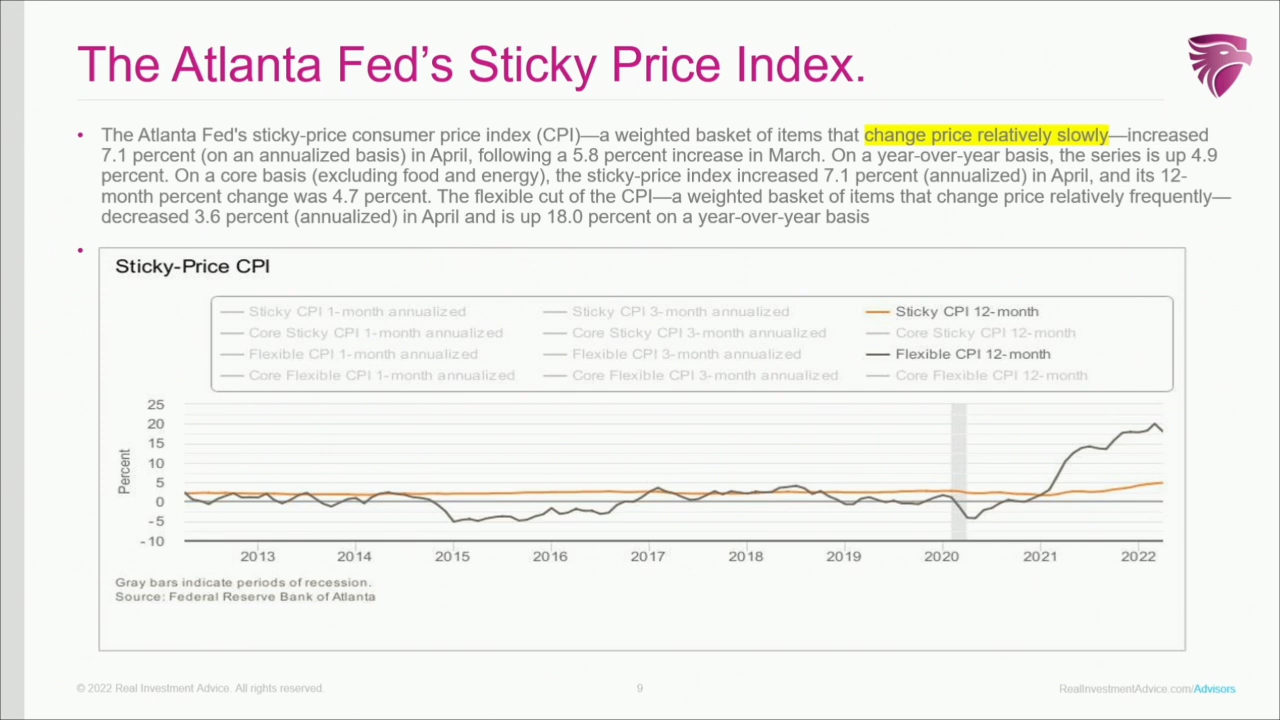 The Atlanta Fed's Sticky Price Index.
• The Atlanta Fed's sticky-price consumer price index (CPI)—a weighted basket of items that change price relatively slowly—increased
7.1 percent (on an annualized basis) in April, following a 5.8 percent increase in March. On a year-over-year basis, the series is up 4.9
percent. On a core basis (excluding food and energy), the sticky-price index increased 7.1 percent (annualized) in April, and its 12-
month percent change was 4.7 percent. The flexible cut of the CPI—a weighted basket of items that change price relatively frequently—
decreased 3.6 percent (annualized) in April and is up 18.0 percent on a year-over-year basis
•
Sticky-Price CPI
Sticky CPI 1-month annualized Sticky CPI 3-month annualized Sticky CPI 12-month
Core Sticky CPI 1-month annualized Core Sticky CPI 3-month annualized Core Sticky CPI 12-month
Flexible CPI 1-month annualized Flexible CPI 3-month annualized Flexible CPI 12-month
Core Flexible CPI 1-month annualized Core Flexible CPI 3-month annualized Core Flexible CPI 12-month
Percent
25
20
15
10
5
0
-5
-10
2013 2014 2015 2016 2017 2018 2019 2020 2021 2022
Gray bars indicate periods of recession.
Source: Federal Reserve Bank of Atlanta
© 2022 Real Investment Advice. All rights reserved. 9 RealInvestmentAdvice.com/Advisors